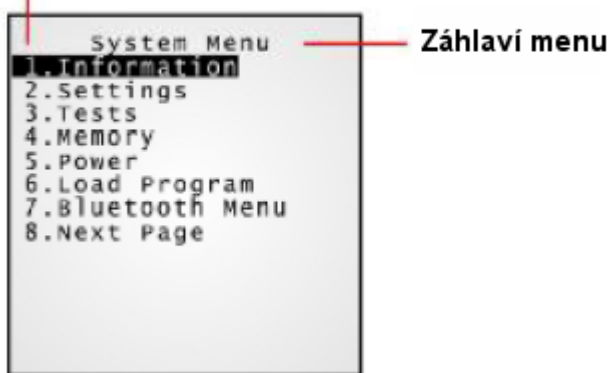 System Menu
Záhlaví menu
1.Information
2.Settings
3.Tests
4.Memory
5.Power
6.Load Program
7.Bluetooth Menu
8.Next Page